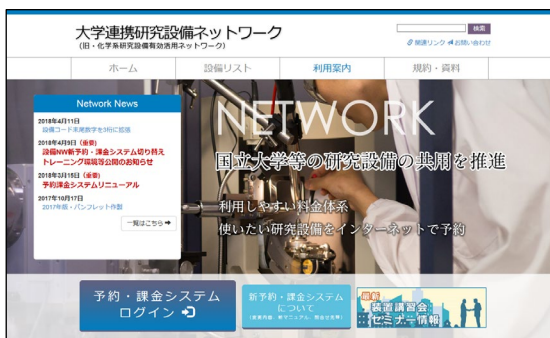 大学連携研究設備ネットワーク
(旧・化学系研究設備有効活用ネットワーク)
検索
関連リンク お問い合わせ
ホーム 設備リスト 利用案内 規約・資料
Network News
2018年4月11日
設備コード末尾数字を3桁に拡張
2018年4月9日 (重要)
設備NW新予約・課金システム切り替え
トレーニング環境等公開のお知らせ
2018年3月15日 (重要)
予約課金システムリニューアル
2017年10月17日
2017年版・パンフレット作製
一覧はこちら
NETWORK
国立大学等の研究設備の共用を推進
利用しやすい料金体系
使いたい研究設備をインターネットで予約
予約・課金システム
ログイン
新予約・課金システム
について
最新
装置講習会・
セミナー情報